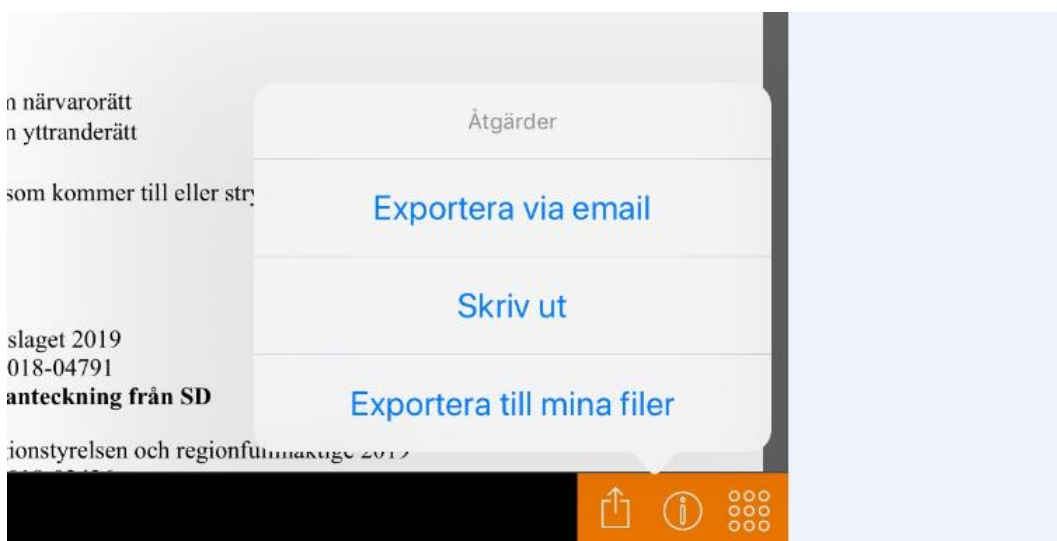 närvarorätt
yttranderätt
som kommer till eller
slaget 2019
018-04791
anteckning från SD
ionstyrelsen och regionfullmäktige 2019
Åtgärder
Exportera via email
Skriv ut
Exportera till mina filer